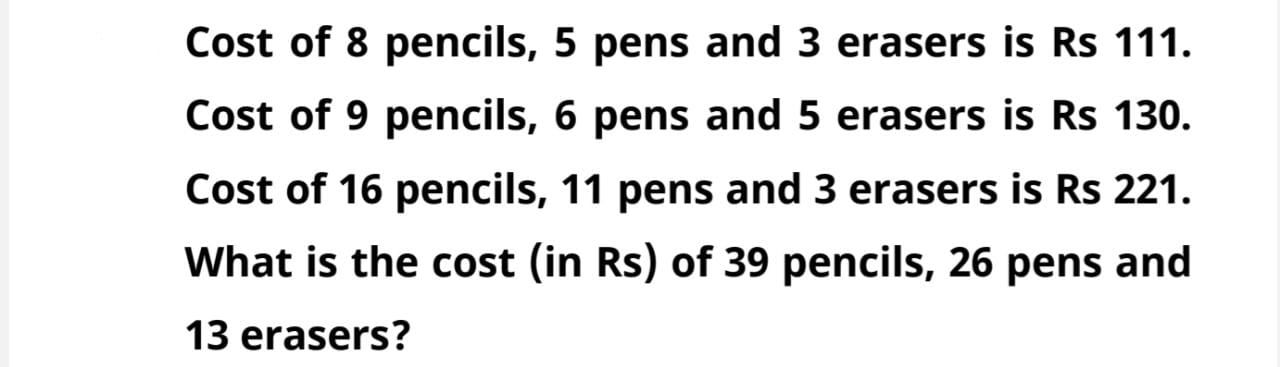 Cost of 8 pencils, 5 pens and 3 erasers is Rs 111.
Cost of 9 pencils, 6 pens and 5 erasers is Rs 130.
Cost of 16 pencils, 11 pens and 3 erasers is Rs 221.
What is the cost (in Rs) of 39 pencils, 26 pens and
13 erasers?